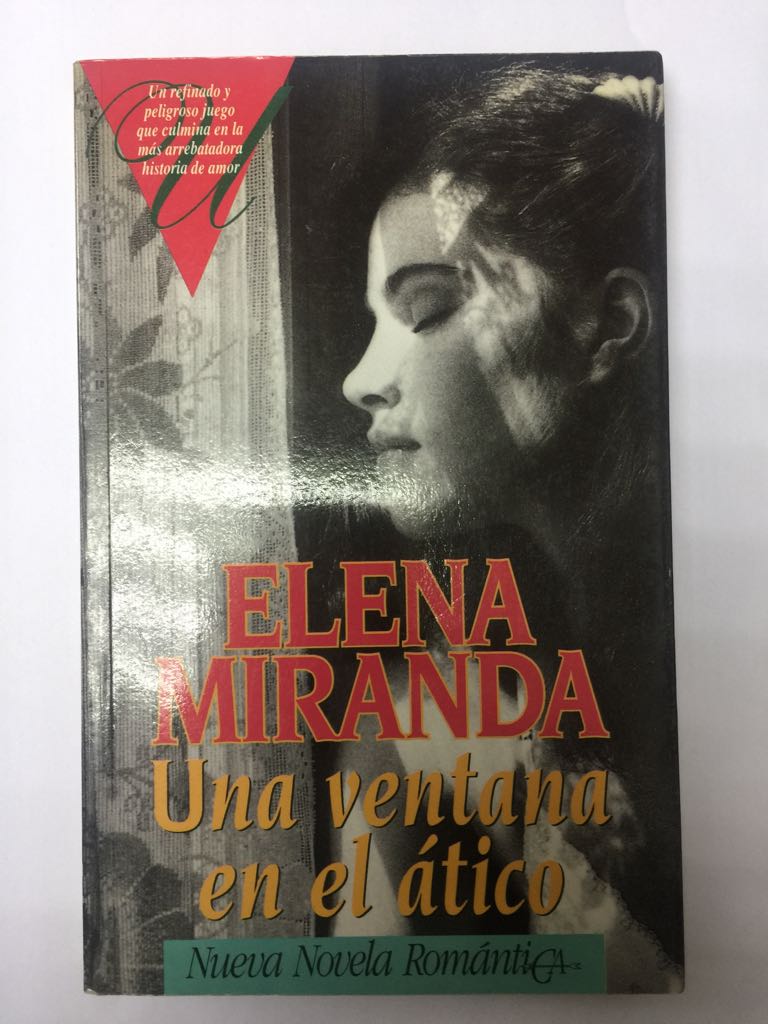 Un refinado y
peligroso juego
que culmina en la
más arrebatadora
historia de amor
U
ELENA
MIRANDA
Una ventana
en el ático
Nueva Novela RománticA